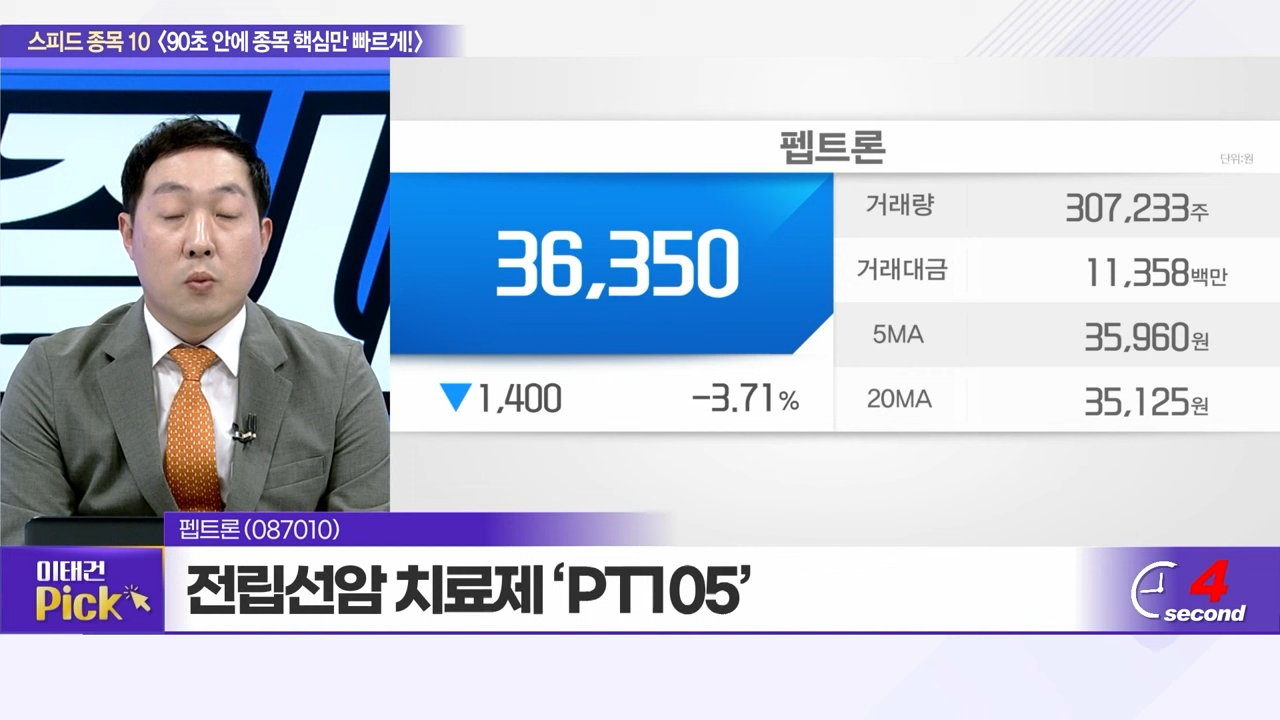 스피드 종목 10 〈90초 안에 종목 핵심만 빠르게!〉
펩트론
단위:원
36,350
▼1,400 -3.71%
거래량 307,233주
거래대금 11,358백만
5MA 35,960원
20MA 35,125원
펩트론(087010)
이태건
Pick
전립선암 치료제 ‘PT105’
4
second